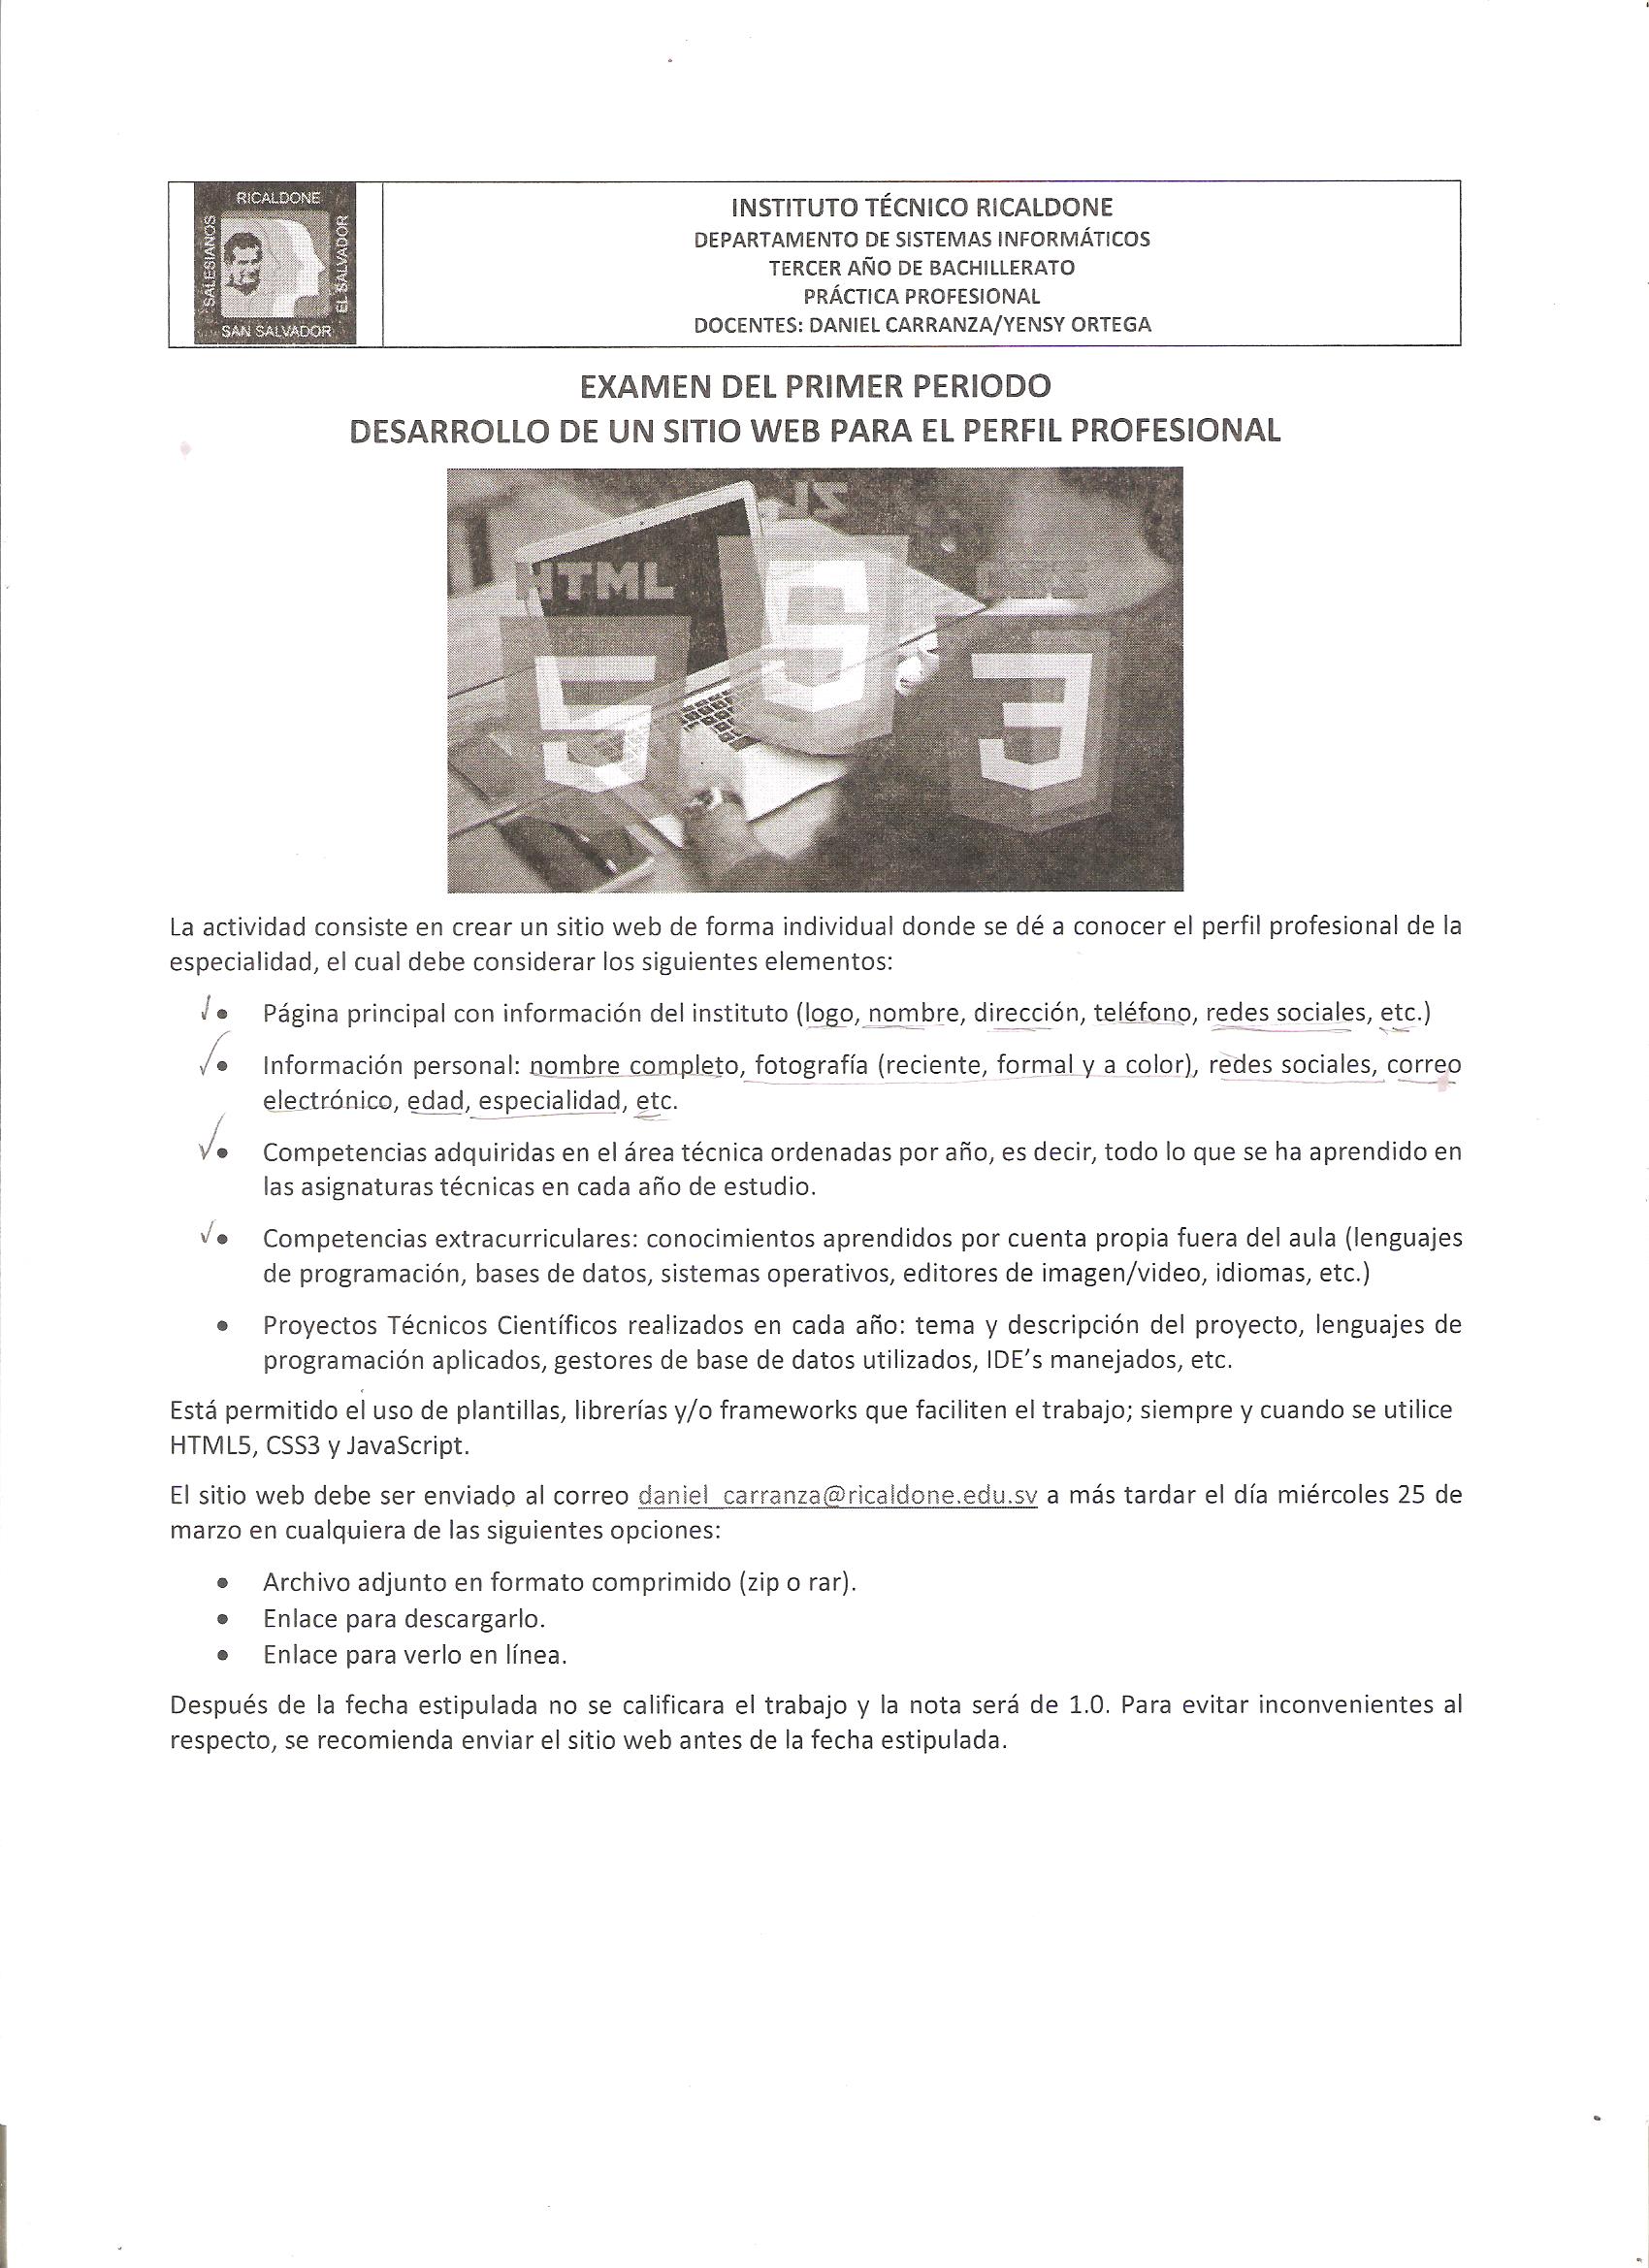 RICALDONE
SALESIANOS
EL SALVADOR
SAN SALVADOR
INSTITUTO TÉCNICO RICALDONE
DEPARTAMENTO DE SISTEMAS INFORMÁTICOS
TERCER AÑO DE BACHILLERATO
PRÁCTICA PROFESIONAL
DOCENTES: DANIEL CARRANZA/YENSY ORTEGA
EXAMEN DEL PRIMER PERIODO
DESARROLLO DE UN SITIO WEB PARA EL PERFIL PROFESIONAL
JS
HTML
CSS
5
3
La actividad consiste en crear un sitio web de forma individual donde se dé a conocer el perfil profesional de la
especialidad, el cual debe considerar los siguientes elementos:
• Página principal con información del instituto (logo, nombre, dirección, teléfono, redes sociales, etc.)
• Información personal: nombre completo, fotografía (reciente, formal y a color), redes sociales, correo
electrónico, edad, especialidad, etc.
• Competencias adquiridas en el área técnica ordenadas por año, es decir, todo lo que se ha aprendido en
las asignaturas técnicas en cada año de estudio.
• Competencias extracurriculares: conocimientos aprendidos por cuenta propia fuera del aula (lenguajes
de programación, bases de datos, sistemas operativos, editores de imagen/video, idiomas, etc.)
• Proyectos Técnicos Científicos realizados en cada año: tema y descripción del proyecto, lenguajes de
programación aplicados, gestores de base de datos utilizados, IDE’s manejados, etc.
Está permitido el uso de plantillas, librerías y/o frameworks que faciliten el trabajo; siempre y cuando se utilice
HTML5, CSS3 y JavaScript.
El sitio web debe ser enviado al correo daniel_carranza@ricaldone.edu.sv a más tardar el día miércoles 25 de
marzo en cualquiera de las siguientes opciones:
• Archivo adjunto en formato comprimido (zip o rar).
• Enlace para descargarlo.
• Enlace para verlo en línea.
Después de la fecha estipulada no se calificara el trabajo y la nota será de 1.0. Para evitar inconvenientes al
respecto, se recomienda enviar el sitio web antes de la fecha estipulada.